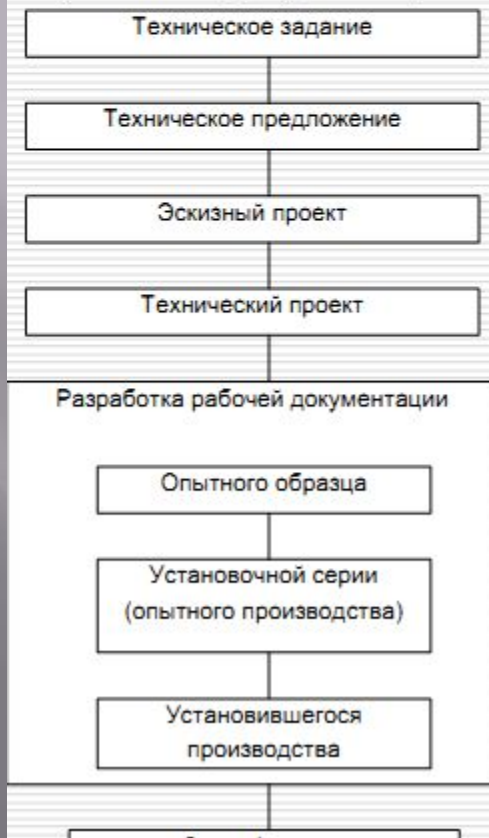 Техническое задание
Техническое предложение
Эскизный проект
Технический проект
Разработка рабочей документации
Опытного образца
Установочной серии
(опытного производства)
Установившегося
производства